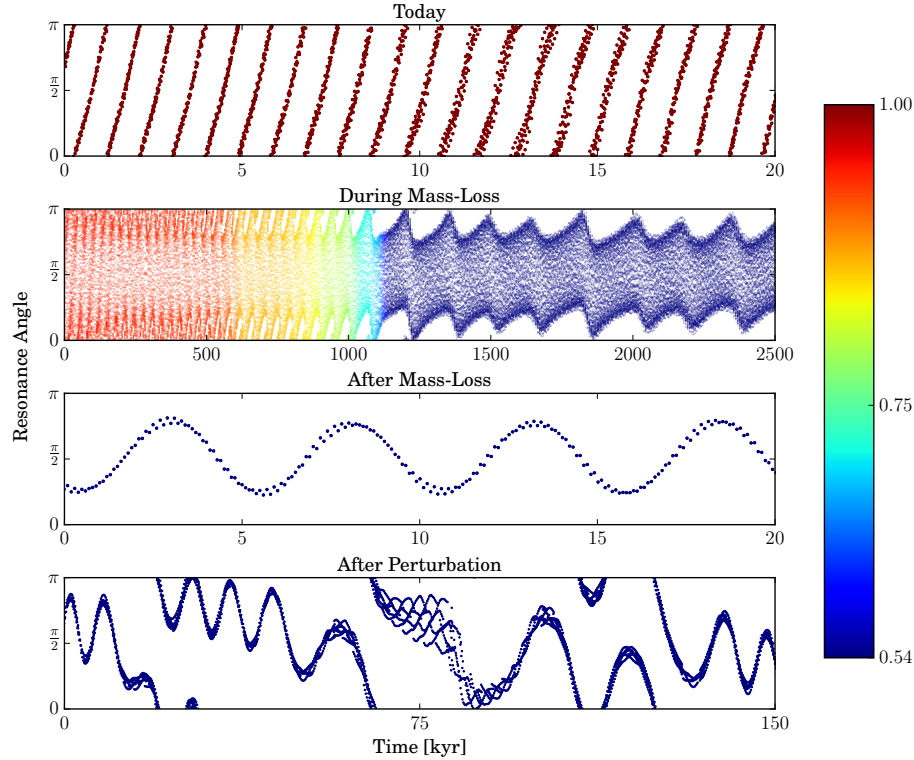 Today
π
π/2
0
0 5 10 15 20
During Mass-Loss
π
π/2
0
0 500 1000 1500 2000 2500
After Mass-Loss
π
π/2
0
0 5 10 15 20
After Perturbation
π
π/2
0
0 75 150
Time [kyr]
Resonance Angle
1.00
0.75
0.54